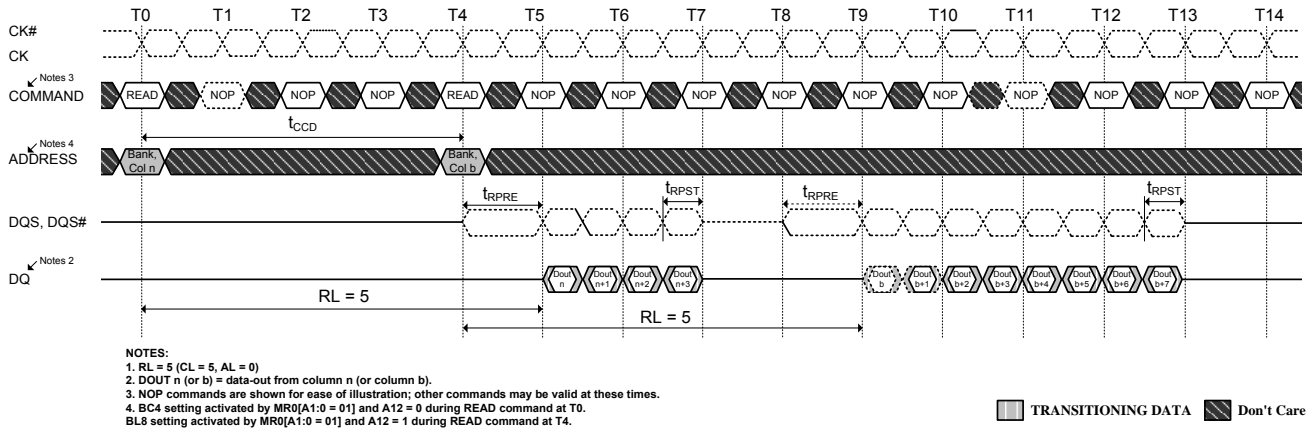 T0 T1 T2 T3 T4 T5 T6 T7 T8 T9 T10 T11 T12 T13 T14
CK#
CK
Notes 3
COMMAND READ NOP NOP NOP READ NOP NOP NOP NOP NOP NOP NOP NOP NOP NOP
tCCD
Notes 4
ADDRESS Bank, Col n Bank, Col b
tRPRE tRPST tRPRE tRPST
DQS, DQS#
Notes 2
DQ Dout n Dout n+1 Dout n+2 Dout n+3 Dout b Dout b+1 Dout b+2 Dout b+3 Dout b+4 Dout b+5 Dout b+6 Dout b+7
RL = 5
RL = 5
NOTES:
1. RL = 5 (CL = 5, AL = 0)
2. DOUT n (or b) = data-out from column n (or column b).
3. NOP commands are shown for ease of illustration; other commands may be valid at these times.
4. BC4 setting activated by MR0[A1:0 = 01] and A12 = 0 during READ command at T0.
BL8 setting activated by MR0[A1:0 = 01] and A12 = 1 during READ command at T4.
TRANSITIONING DATA Don't Care